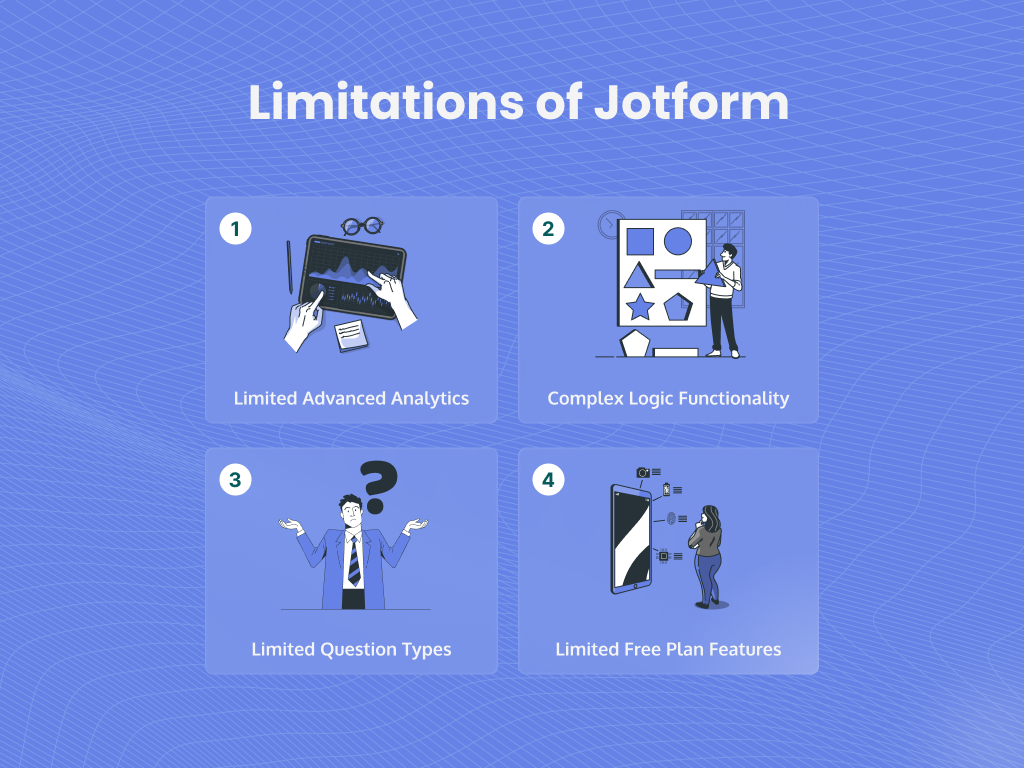 Limitations of Jotform
1
Limited Advanced Analytics
2
Complex Logic Functionality
3
?
Limited Question Types
4
Limited Free Plan Features